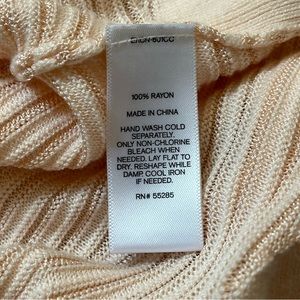 100% RAYON
MADE IN CHINA
HAND WASH COLD
SEPARATELY.
ONLY NON-CHLORINE
BLEACH WHEN
NEEDED. LAY FLAT TO
DRY. RESHAPE WHILE
DAMP. COOL IRON
IF NEEDED.
RN# 55285